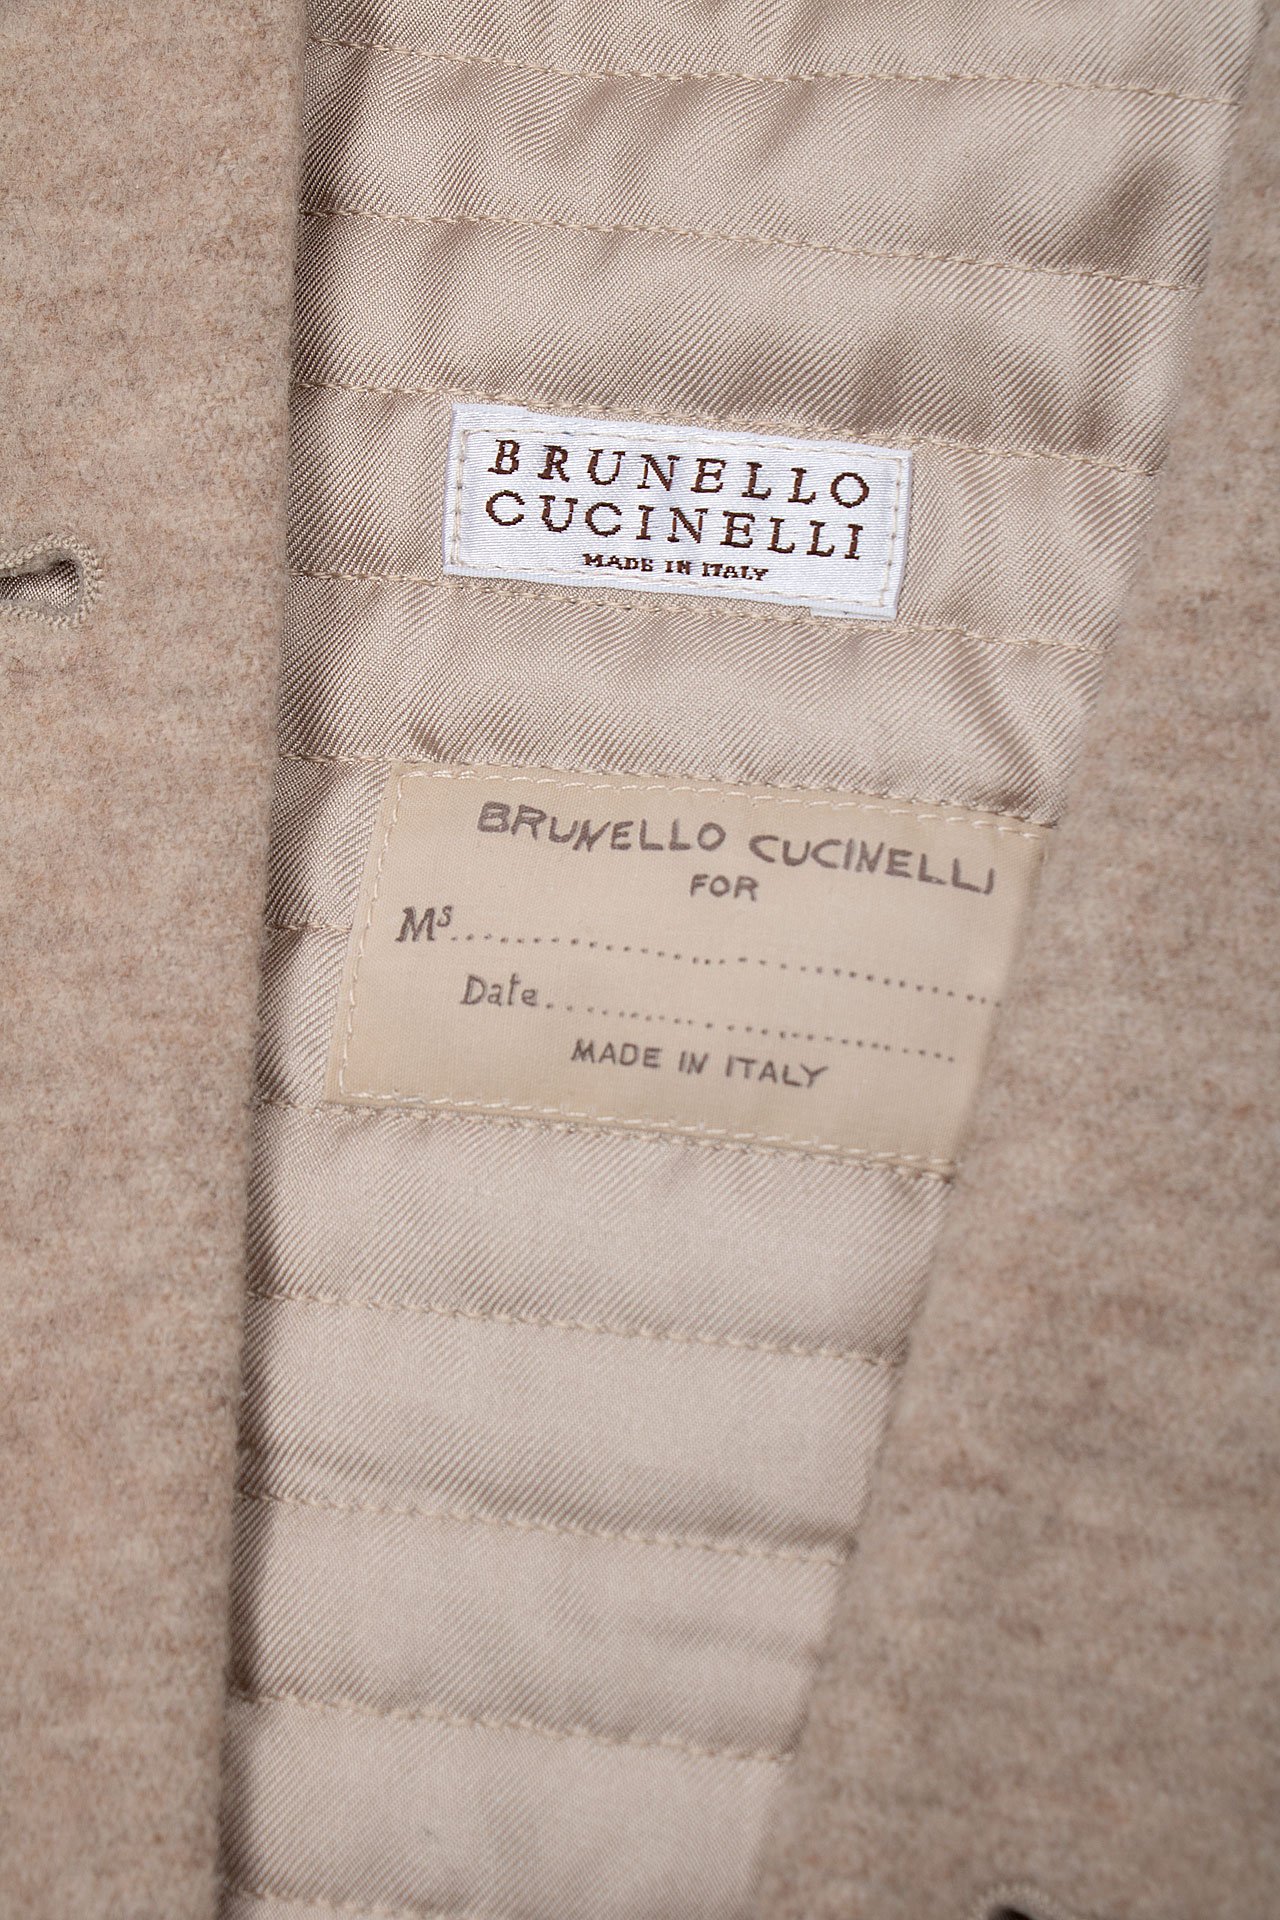 BRUNELLO
CUCINELLI
MADE IN ITALY
BRUNELLO CUCINELLI
FOR
Ms..............................
Date..............................
MADE IN ITALY